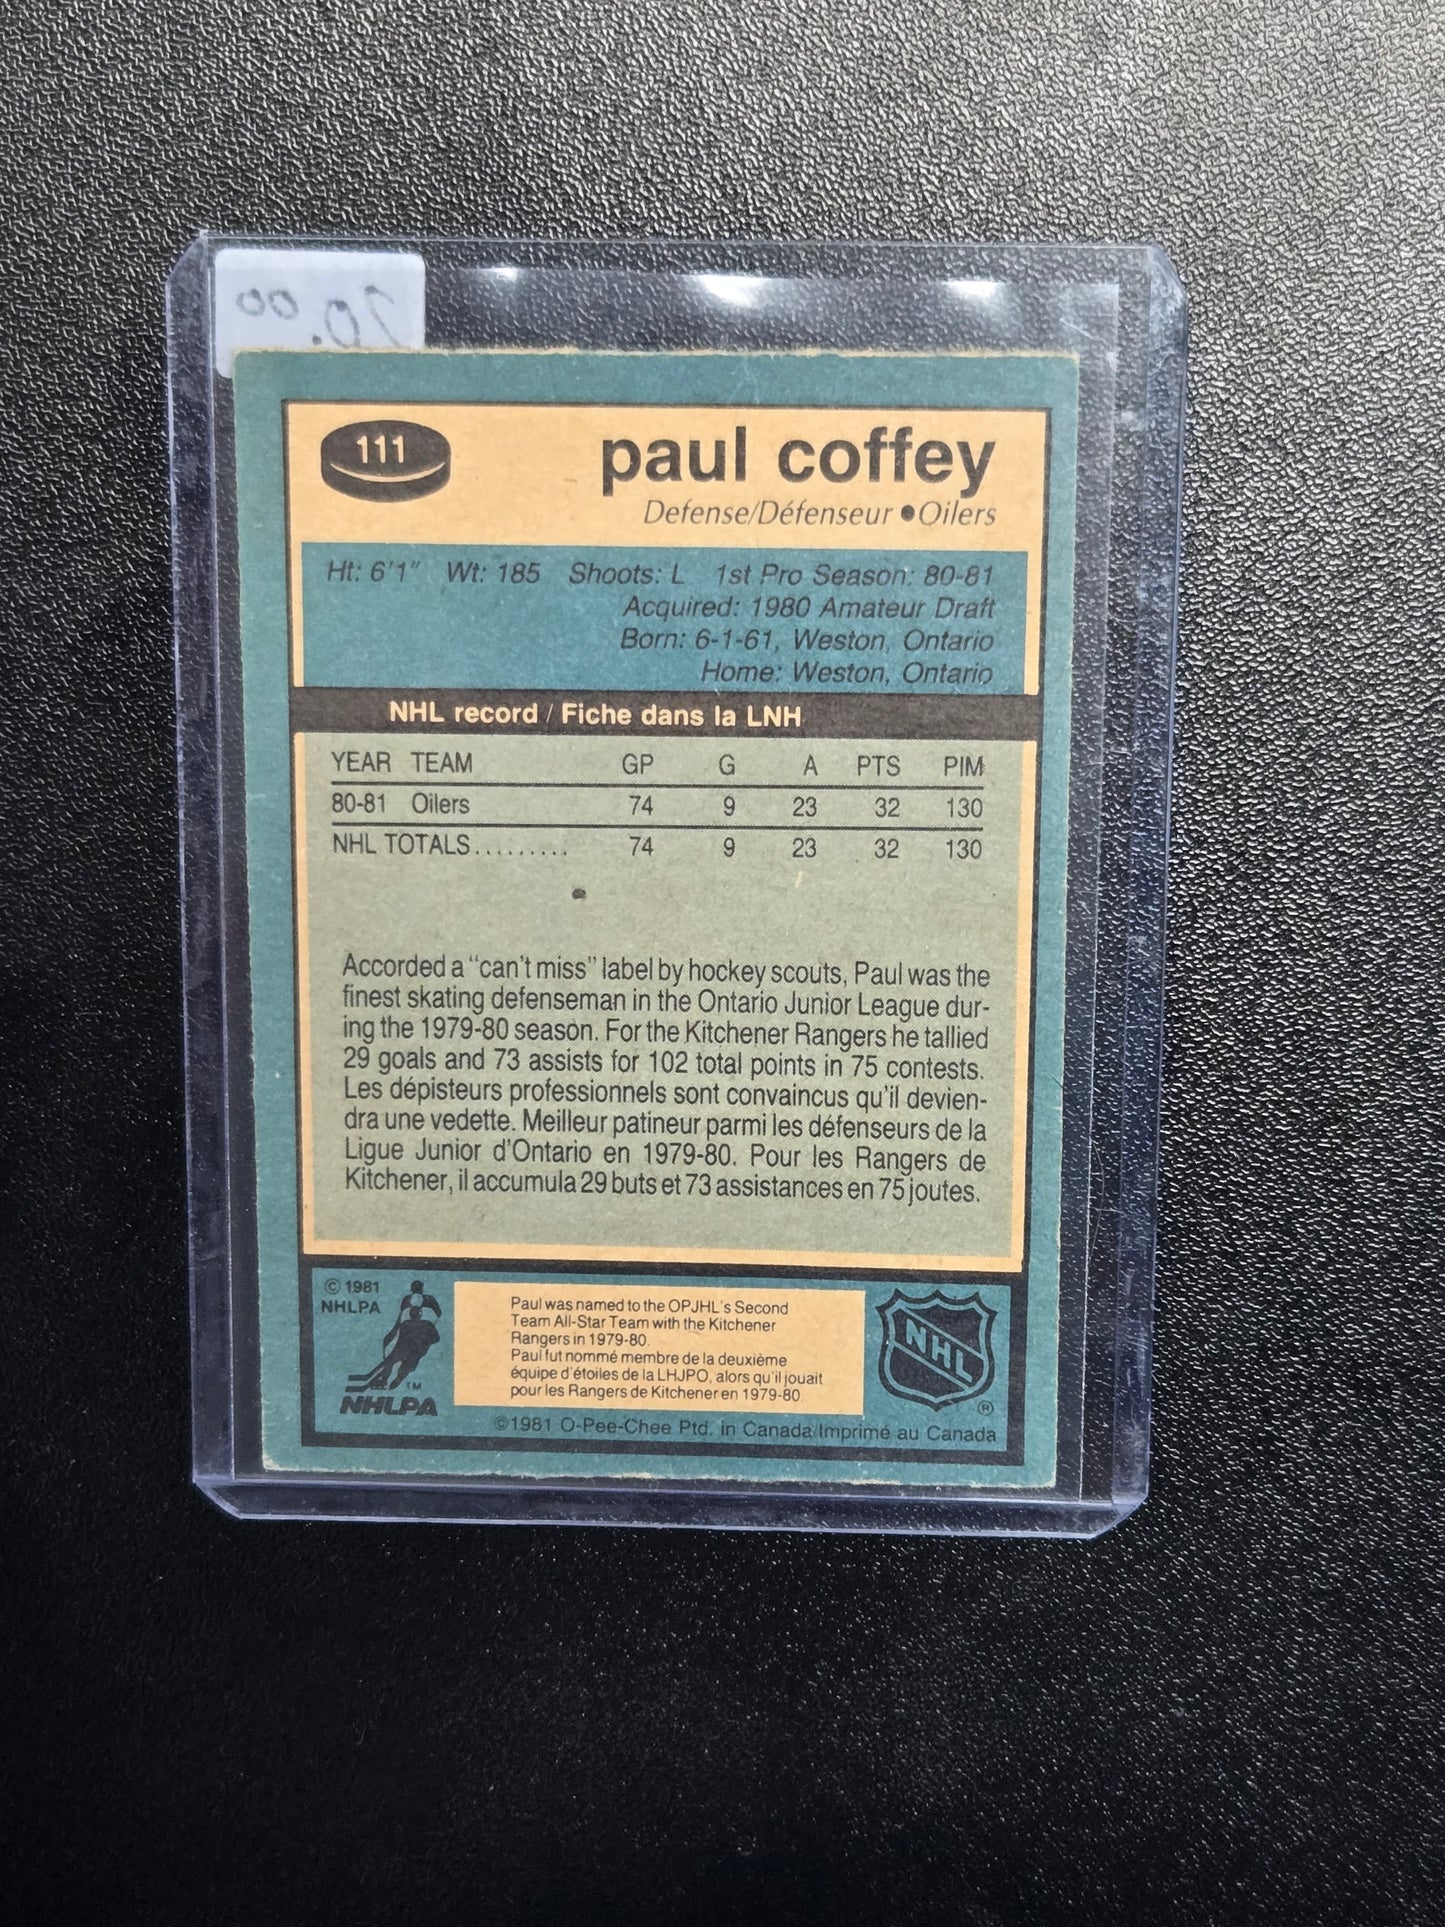 20.00
111
paul coffey
Defense/Défenseur ● Oilers
Ht: 6'1" Wt: 185 Shoots: L 1st Pro Season: 80-81
Acquired: 1980 Amateur Draft
Born: 6-1-61, Weston, Ontario
Home: Weston, Ontario
NHL record / Fiche dans la LNH
YEAR TEAM GP G A PTS PIM
80-81 Oilers 74 9 23 32 130
NHL TOTALS......... 74 9 23 32 130
Accorded a "can't miss" label by hockey scouts, Paul was the
finest skating defenseman in the Ontario Junior League dur-
ing the 1979-80 season. For the Kitchener Rangers he tallied
29 goals and 73 assists for 102 total points in 75 contests.
Les dépisteurs professionnels sont convaincus qu'il devien-
dra une vedette. Meilleur patineur parmi les défenseurs de la
Ligue Junior d'Ontario en 1979-80. Pour les Rangers de
Kitchener, il accumula 29 buts et 73 assistances en 75 joutes.
© 1981
NHLPA
TM
NHLPA
Paul was named to the OPJHL's Second
Team All-Star Team with the Kitchener
Rangers in 1979-80.
Paul fut nommé membre de la deuxième
équipe d'étoiles de la LHJPO, alors qu'il jouait
pour les Rangers de Kitchener en 1979-80.
NHL
®
©1981 O-Pee-Chee Ptd. in Canada/Imprimé au Canada